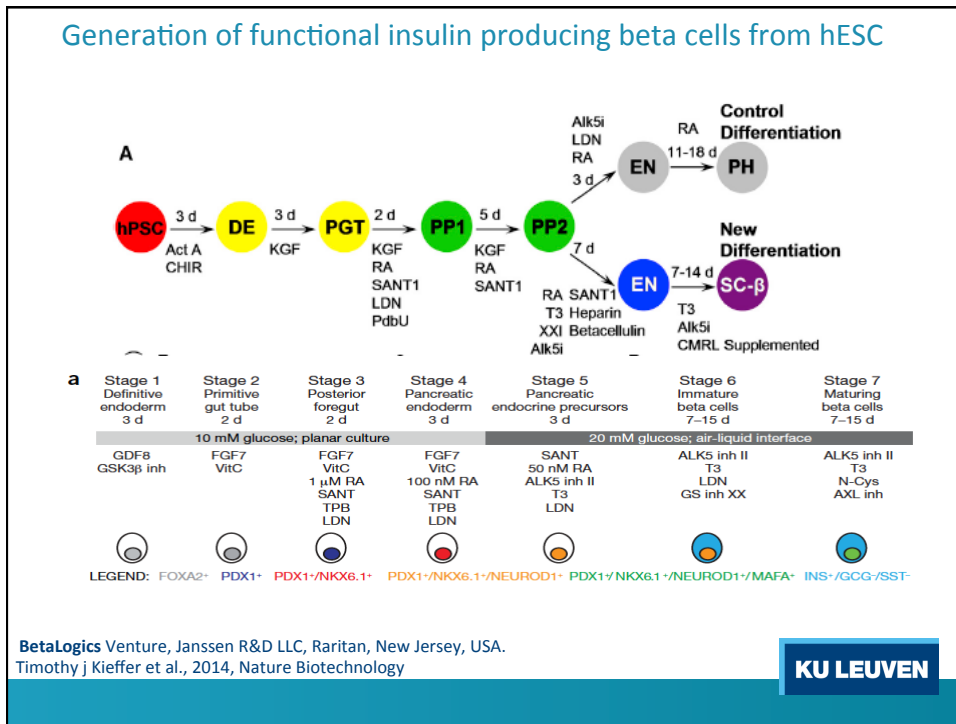 Generation of functional insulin producing beta cells from hESC
A
Control
Differentiation
Alk5i
LDN
RA
3 d
EN
RA
11-18 d
PH
hPSC
3 d
Act A
CHIR
DE
3 d
KGF
PGT
2 d
KGF
RA
SANT1
LDN
PdbU
PP1
5 d
KGF
RA
SANT1
PP2
7 d
RA SANT1
T3 Heparin
XXI Betacellulin
Alk5i
EN
New
Differentiation
7-14 d
SC-β
T3
Alk5i
CMRL Supplemented
a
Stage 1
Definitive
endoderm
3 d
Stage 2
Primitive
gut tube
2 d
Stage 3
Posterior
foregut
2 d
Stage 4
Pancreatic
endoderm
3 d
Stage 5
Pancreatic
endocrine precursors
3 d
Stage 6
Immature
beta cells
7–15 d
Stage 7
Maturing
beta cells
7–15 d
10 mM glucose; planar culture
20 mM glucose; air-liquid interface
GDF8
GSK3β inh
FGF7
VitC
FGF7
VitC
1 µM RA
SANT
TPB
LDN
FGF7
VitC
100 nM RA
SANT
TPB
LDN
SANT
50 nM RA
ALK5 inh II
T3
LDN
ALK5 inh II
T3
LDN
GS inh XX
ALK5 inh II
T3
N-Cys
AXL inh
LEGEND: FOXA2+ PDX1+ PDX1+/NKX6.1+ PDX1+/NKX6.1+/NEUROD1+ PDX1+/NKX6.1+/NEUROD1+/MAFA+ INS+/GCG-/SST-
BetaLogics Venture, Janssen R&D LLC, Raritan, New Jersey, USA.
Timothy j Kieffer et al., 2014, Nature Biotechnology
KU LEUVEN